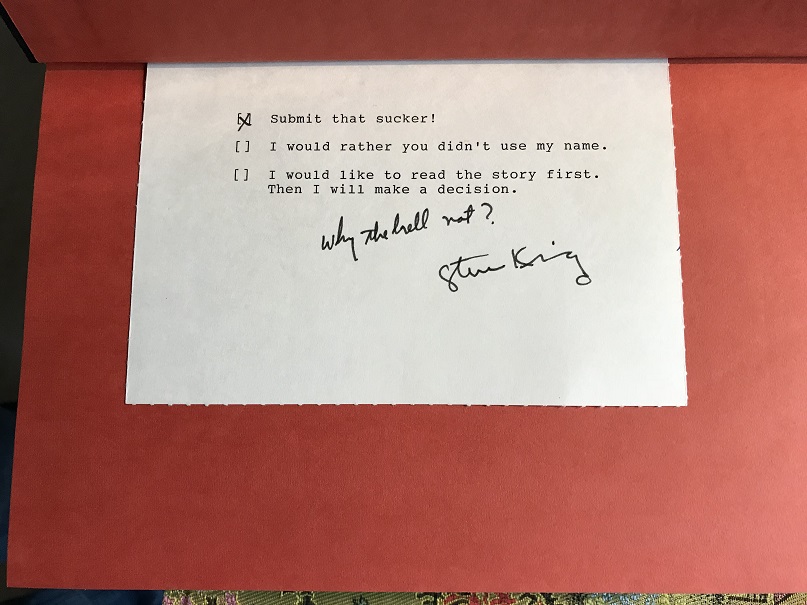 [X] Submit that sucker!
[] I would rather you didn't use my name.
[] I would like to read the story first.
Then I will make a decision.
Why the hell not?
Steve King